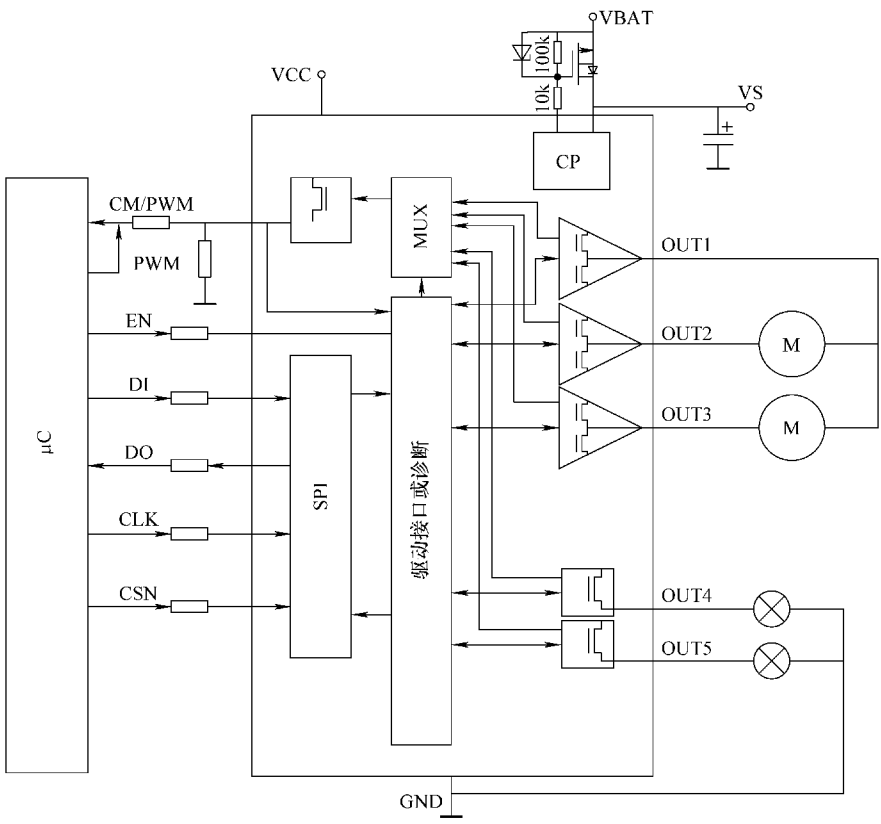 VBAT
100k
10k
VS
+
VCC
CP
CM/PWM
MUX
PWM
OUT1
EN
OUT2
M
DI
OUT3
M
μC
DO
SPI
驱动接口或诊断
CLK
CSN
OUT4
OUT5
GND